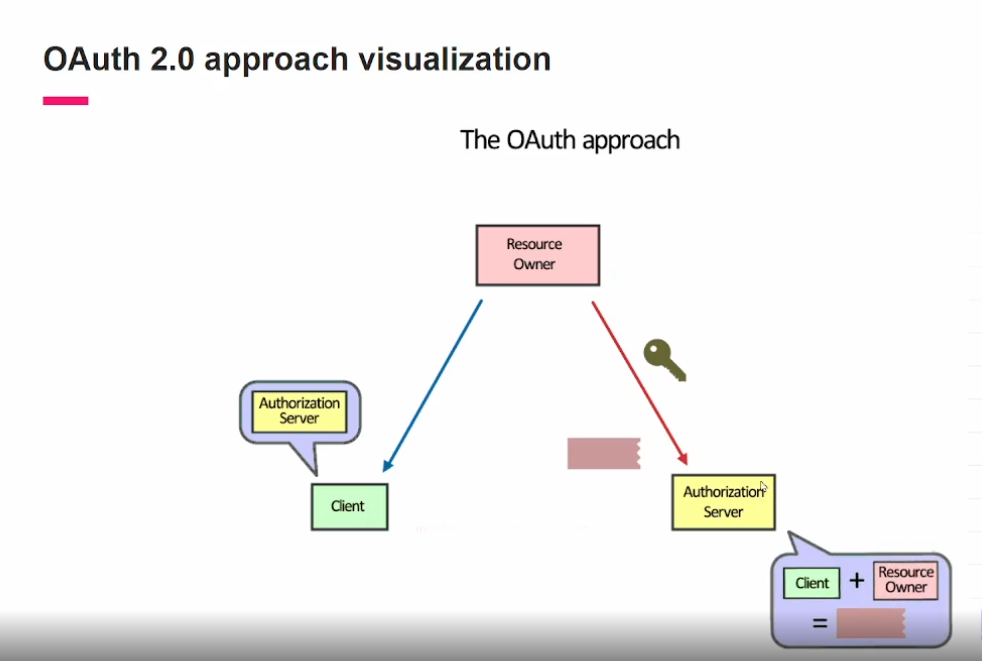 OAuth 2.0 approach visualization
The OAuth approach
Resource
Owner
Authorization
Server
Client
Authorization
Server
Client + Resource
Owner
=